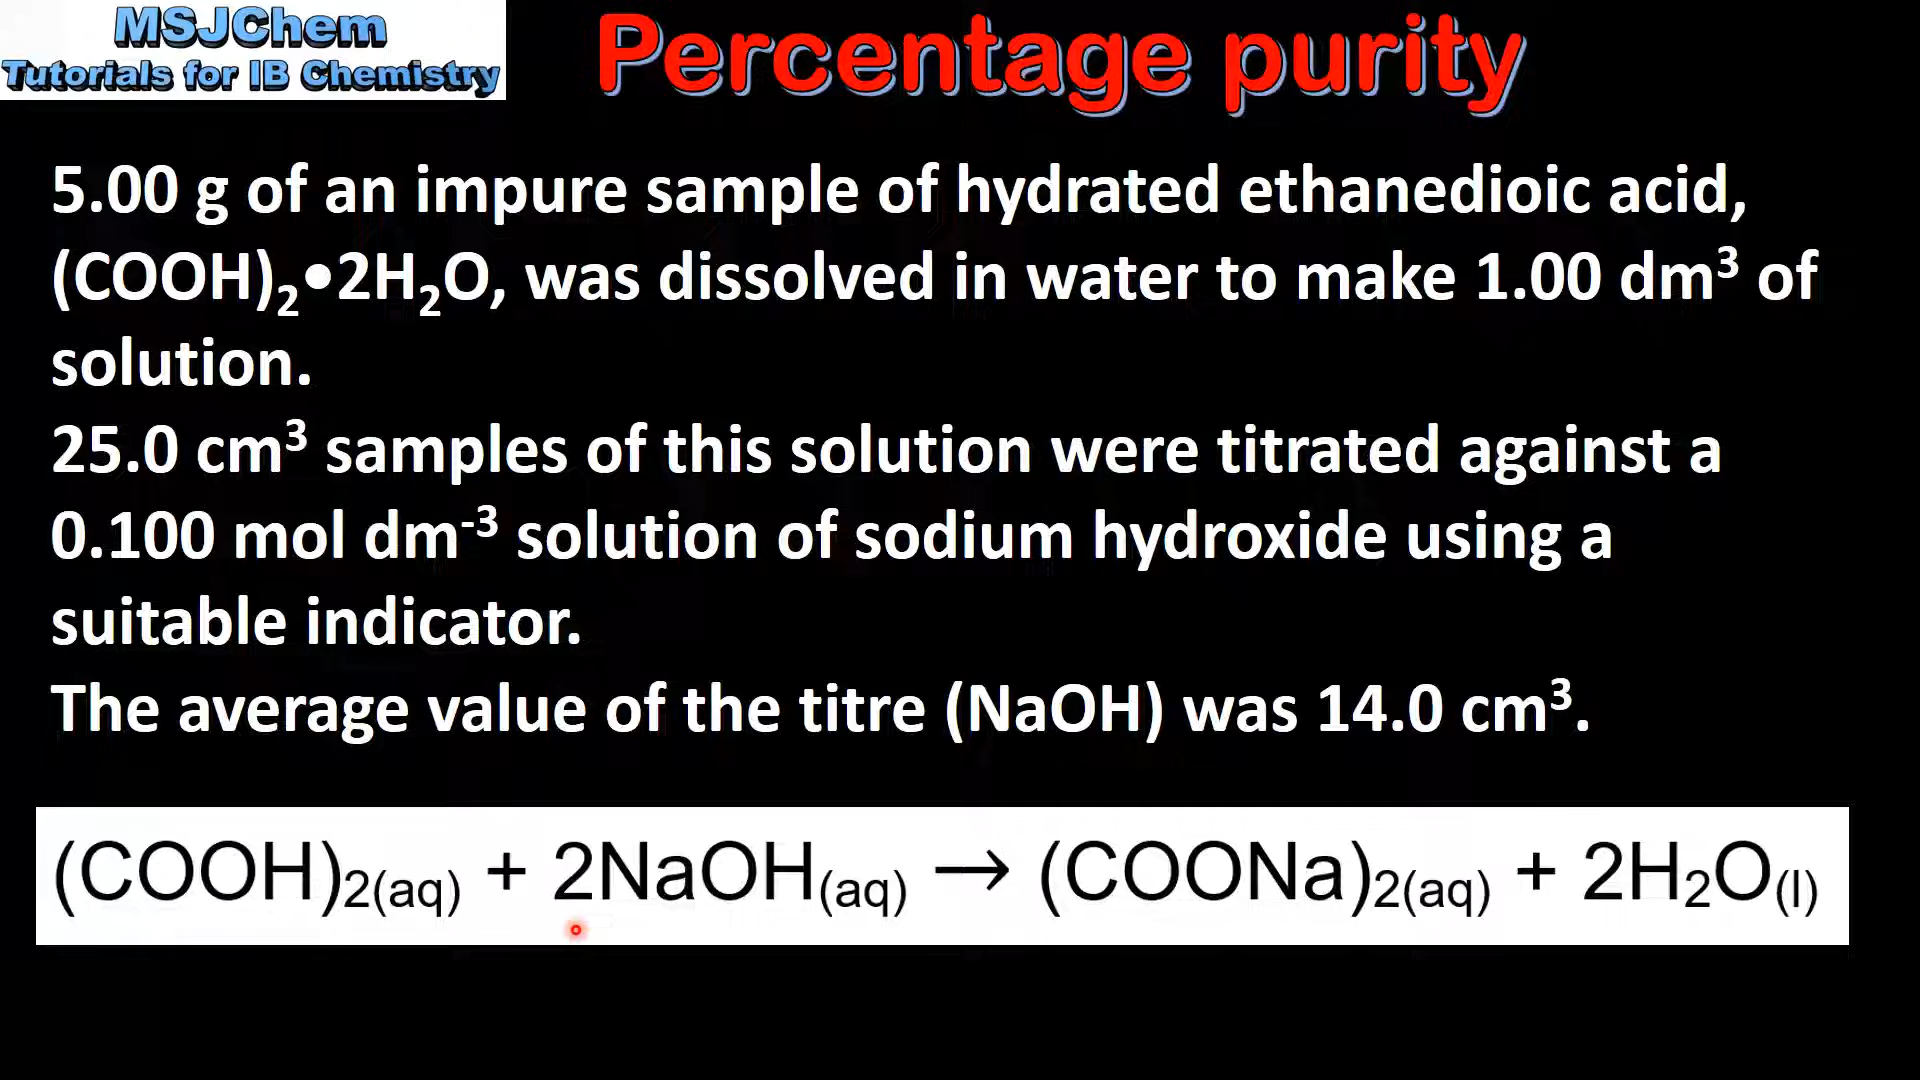 MSJChem
Tutorials for IB Chemistry
Percentage purity
5.00 g of an impure sample of hydrated ethanedioic acid,
(COOH)₂•2H₂O, was dissolved in water to make 1.00 dm³ of
solution.
25.0 cm³ samples of this solution were titrated against a
0.100 mol dm⁻³ solution of sodium hydroxide using a
suitable indicator.
The average value of the titre (NaOH) was 14.0 cm³.
(COOH)₂(aq) + 2NaOH(aq) → (COONa)₂(aq) + 2H₂O(l)